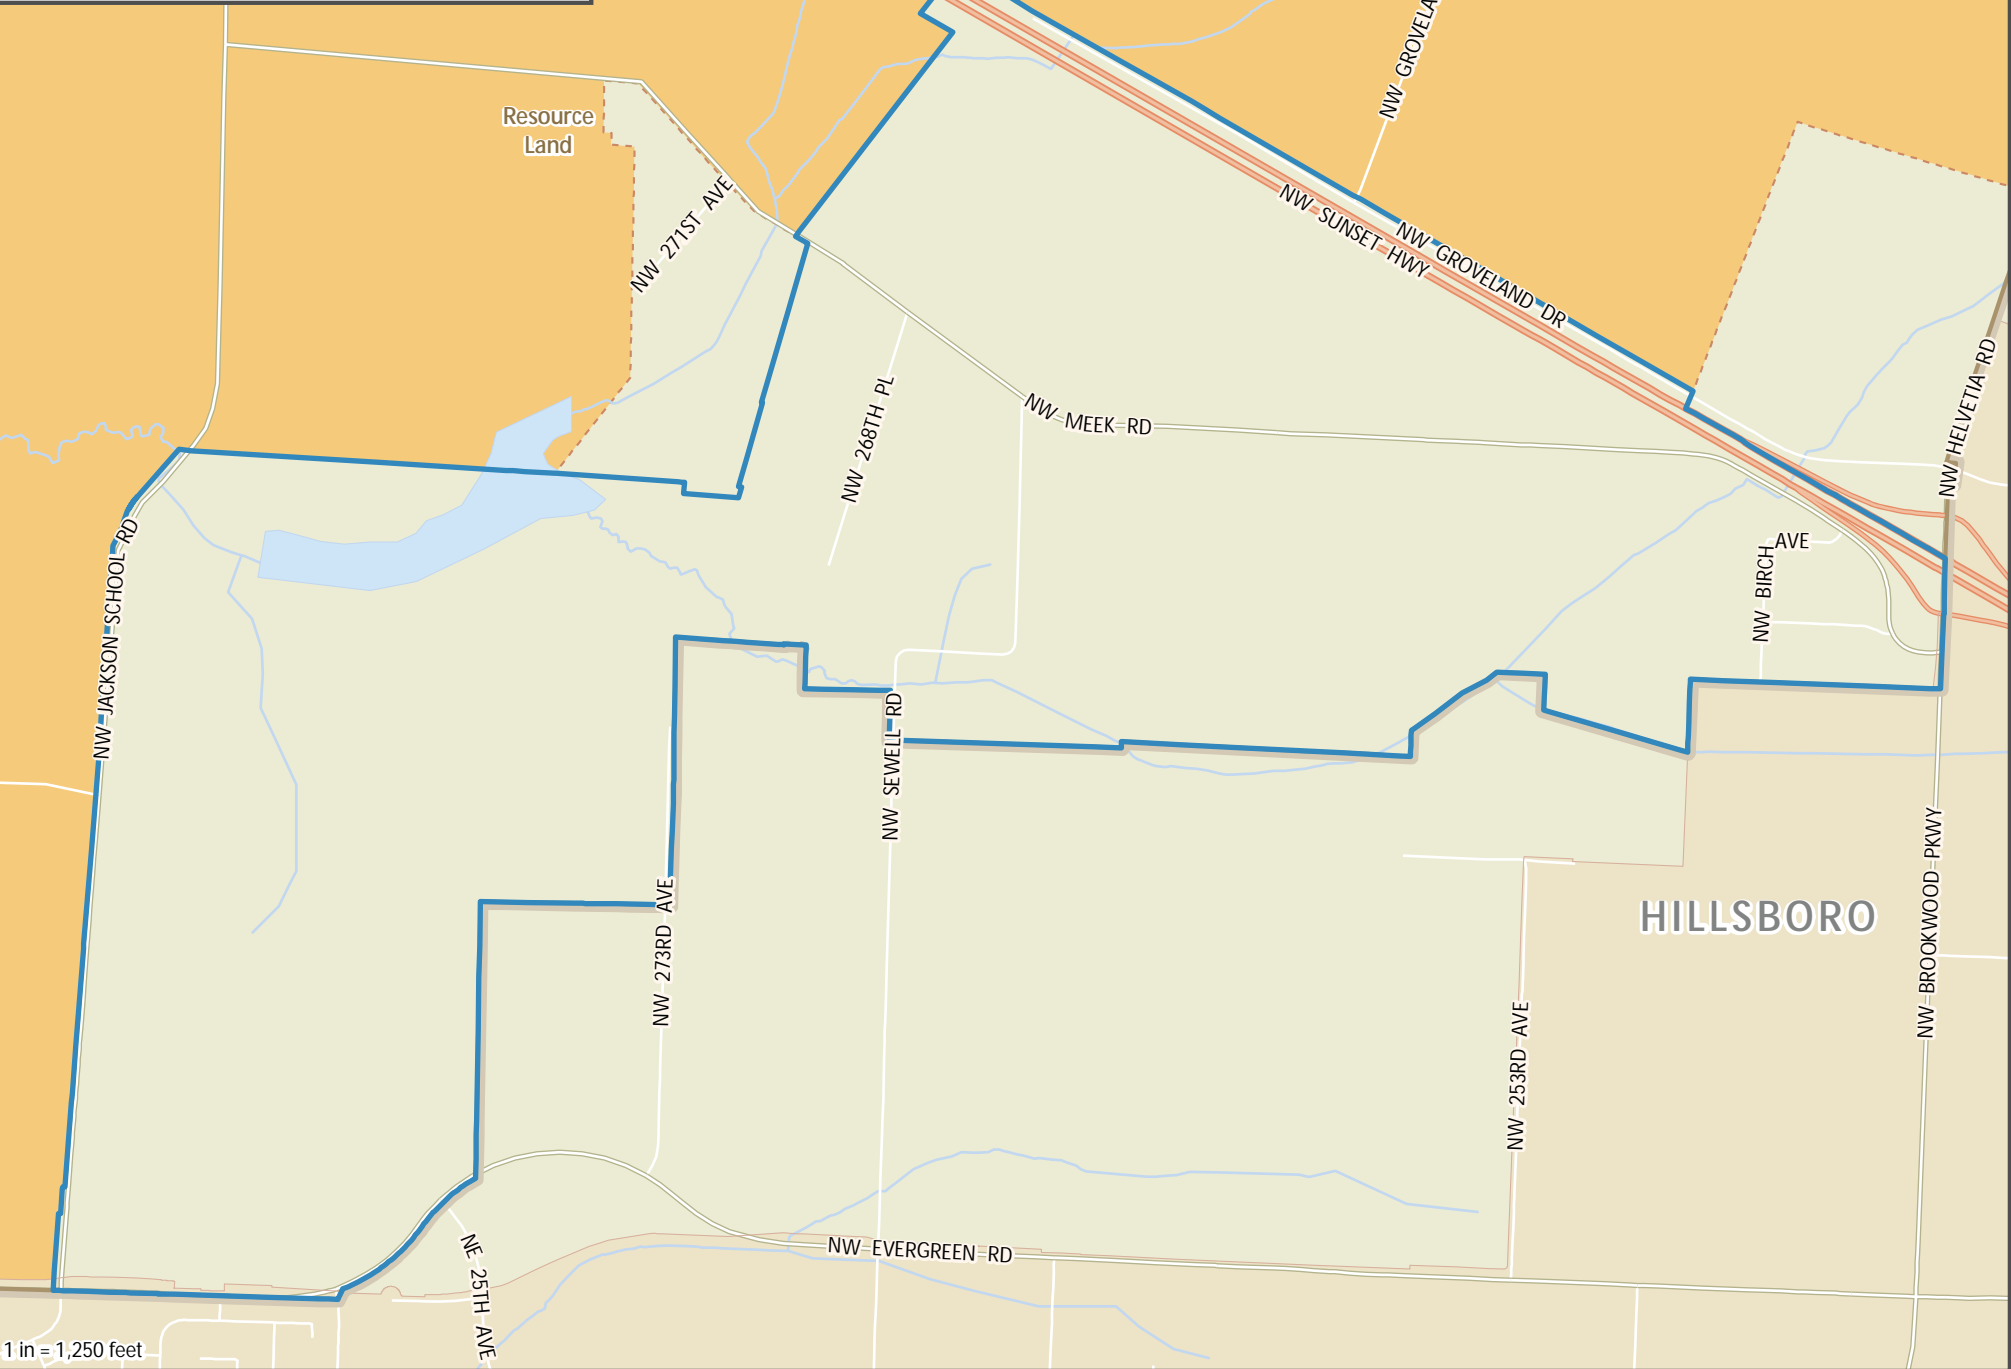 NW GROVELA
Resource
Land
NW 271ST AVE
NW SUNSET HWY
NW GROVELAND DR
NW HELVETIA RD
NW 268TH PL
NW MEEK RD
NW JACKSON SCHOOL RD
AVE
NW BIRCH
NW SEWELL RD
NW BROOKWOOD PKWY
HILLSBORO
NW 273RD AVE
NW 253RD AVE
NW EVERGREEN RD
NE 25TH AVE
1 in = 1,250 feet